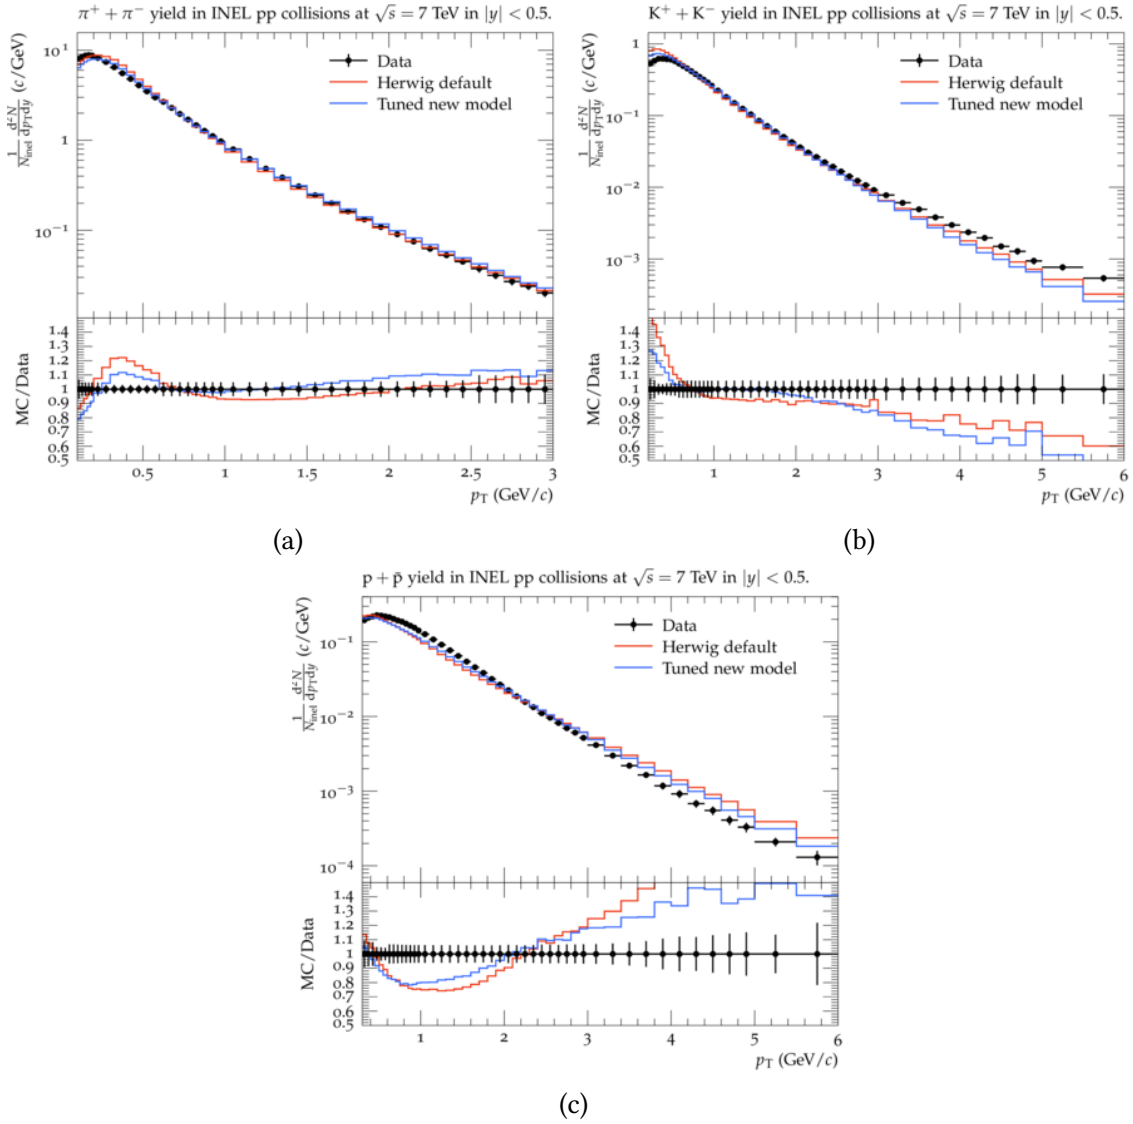 π⁺ + π⁻ yield in INEL pp collisions at √s = 7 TeV in |y| < 0.5.
1/N_inel d²N/dp_T dy (c/GeV)
10¹
1
10⁻¹
Data
Herwig default
Tuned new model
MC/Data
1.4
1.3
1.2
1.1
1
0.9
0.8
0.7
0.6
0.5
0.5 1 1.5 2 2.5 3
p_T (GeV/c)
(a)
K⁺ + K⁻ yield in INEL pp collisions at √s = 7 TeV in |y| < 0.5.
1/N_inel d²N/dp_T dy (c/GeV)
1
10⁻¹
10⁻²
10⁻³
Data
Herwig default
Tuned new model
MC/Data
1.4
1.3
1.2
1.1
1
0.9
0.8
0.7
0.6
0.5
1 2 3 4 5 6
p_T (GeV/c)
(b)
p + p̄ yield in INEL pp collisions at √s = 7 TeV in |y| < 0.5.
1/N_inel d²N/dp_T dy (c/GeV)
10⁻¹
10⁻²
10⁻³
10⁻⁴
Data
Herwig default
Tuned new model
MC/Data
1.4
1.3
1.2
1.1
1
0.9
0.8
0.7
0.6
0.5
1 2 3 4 5 6
p_T (GeV/c)
(c)